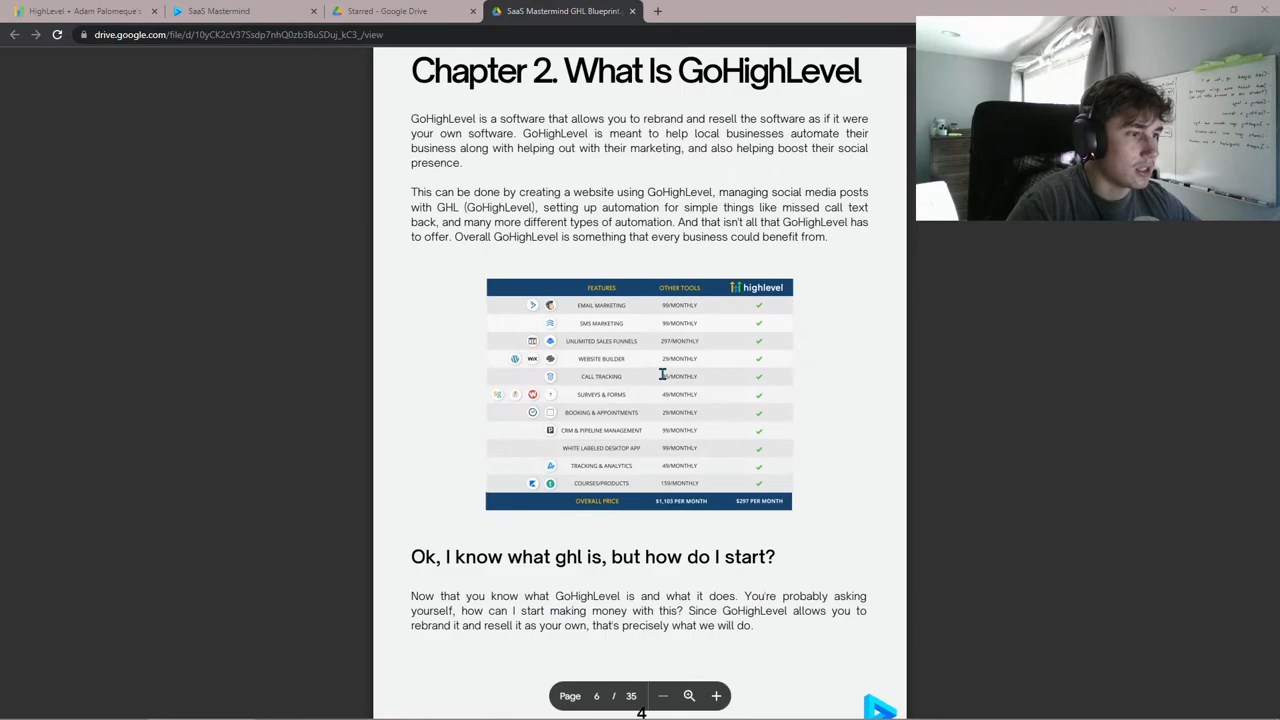 HighLevel + Adam Palomeque's
SaaS Mastermind
Starred - Google Drive
SaaS Mastermind GHL Blueprint.
drive.google.com/file/d/10yCK2cV37Ssdp7nhQ0zb38uSDuj_kC3_/view
Chapter 2. What Is GoHighLevel
GoHighLevel is a software that allows you to rebrand and resell the software as if it were
your own software. GoHighLevel is meant to help local businesses automate their
business along with helping out with their marketing, and also helping boost their social
presence.
This can be done by creating a website using GoHighLevel, managing social media posts
with GHL (GoHighLevel), setting up automation for simple things like missed call text
back, and many more different types of automation. And that isn't all that GoHighLevel has
to offer. Overall GoHighLevel is something that every business could benefit from.
FEATURES OTHER TOOLS highlevel
EMAIL MARKETING 99/MONTHLY
SMS MARKETING 99/MONTHLY
UNLIMITED SALES FUNNELS 297/MONTHLY
WEBSITE BUILDER 29/MONTHLY
CALL TRACKING
SURVEYS & FORMS 49/MONTHLY
BOOKING & APPOINTMENTS 29/MONTHLY
CRM & PIPELINE MANAGEMENT 99/MONTHLY
WHITE LABELED DESKTOP APP 99/MONTHLY
TRACKING & ANALYTICS 49/MONTHLY
COURSES/PRODUCTS 159/MONTHLY
OVERALL PRICE $1,103 PER MONTH $297 PER MONTH
Ok, I know what ghl is, but how do I start?
Now that you know what GoHighLevel is and what it does. You're probably asking
yourself, how can I start making money with this? Since GoHighLevel allows you to
rebrand it and resell it as your own, that's precisely what we will do.
Page 6 / 35
4